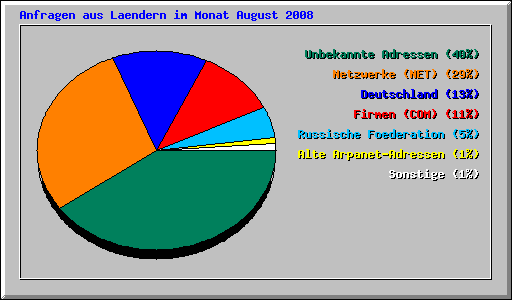 Anfragen aus Laendern im Monat August 2008
Unbekannte Adressen (40%)
Netzwerke (NET) (29%)
Deutschland (13%)
Firmen (COM) (11%)
Russische Foederation (5%)
Alte Arpanet-Adressen (1%)
Sonstige (1%)